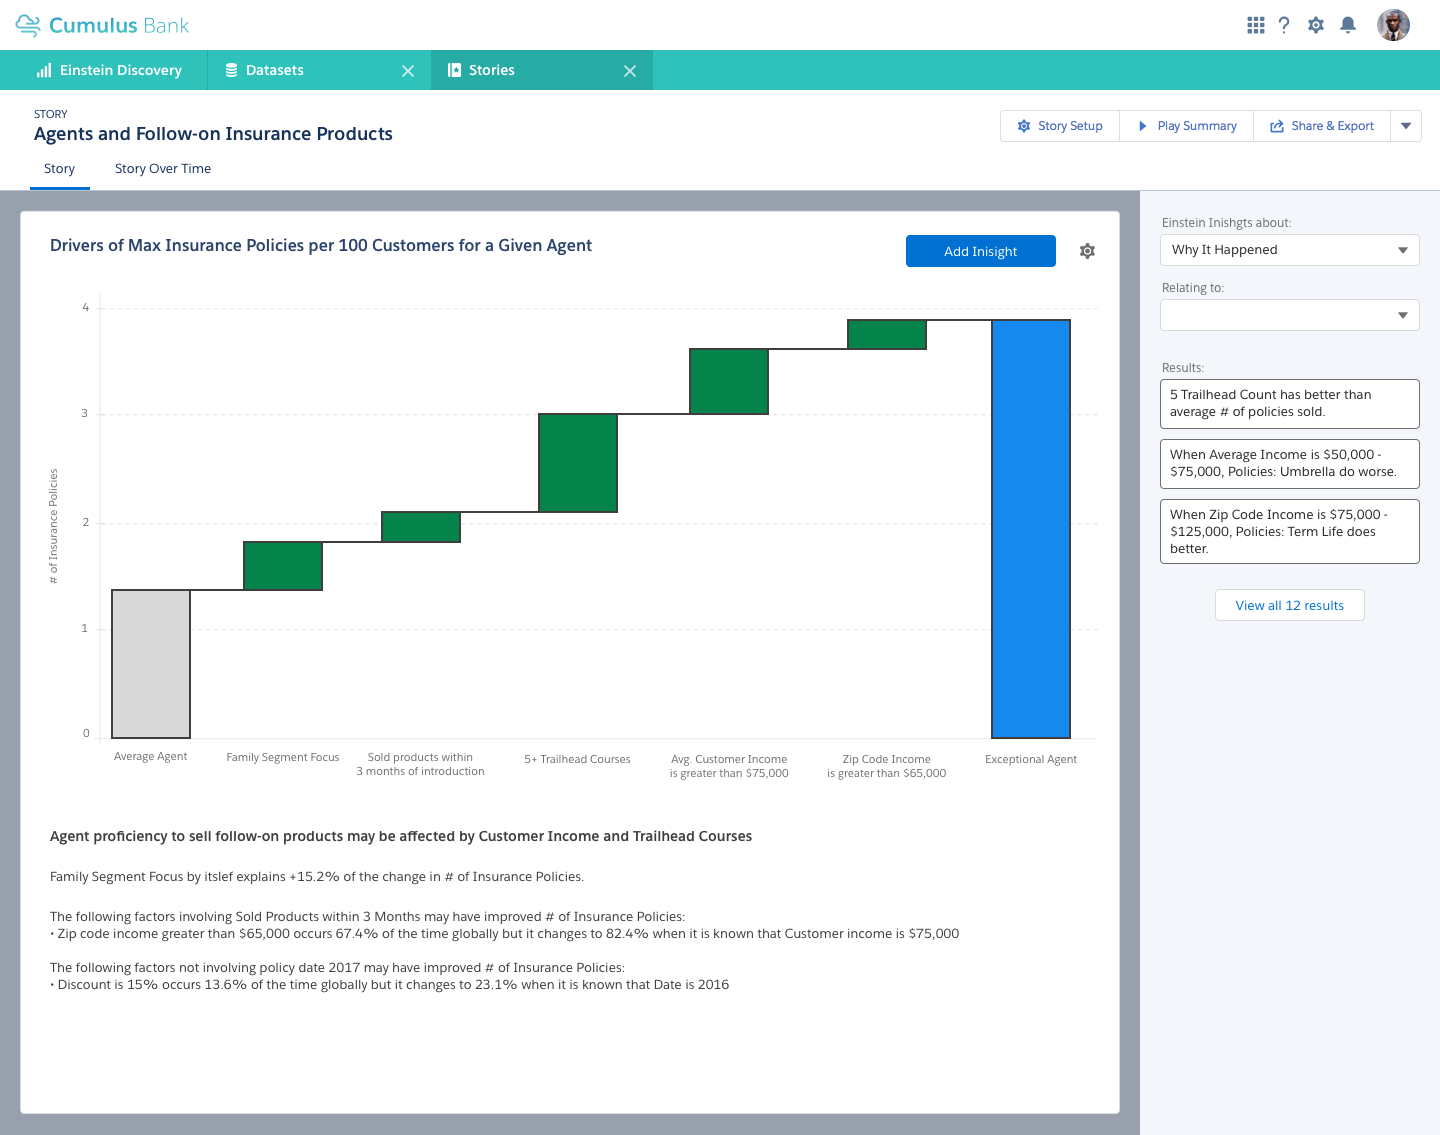 Cumulus Bank
Einstein Discovery
Datasets
Stories
STORY
Agents and Follow-on Insurance Products
Story Setup
Play Summary
Share & Export
Story
Story Over Time
Drivers of Max Insurance Policies per 100 Customers for a Given Agent
Add Inisight
4
3
2
1
0
# of Insurance Policies
Average Agent
Family Segment Focus
Sold products within
3 months of introduction
5+ Trailhead Courses
Avg. Customer Income
is greater than $75,000
Zip Code Income
is greater than $65,000
Exceptional Agent
Agent proficiency to sell follow-on products may be affected by Customer Income and Trailhead Courses
Family Segment Focus by itslef explains +15.2% of the change in # of Insurance Policies.
The following factors involving Sold Products within 3 Months may have improved # of Insurance Policies:
• Zip code income greater than $65,000 occurs 67.4% of the time globally but it changes to 82.4% when it is known that Customer income is $75,000
The following factors not involving policy date 2017 may have improved # of Insurance Policies:
• Discount is 15% occurs 13.6% of the time globally but it changes to 23.1% when it is known that Date is 2016
Einstein Inishgts about:
Why It Happened
Relating to:
Results:
5 Trailhead Count has better than
average # of policies sold.
When Average Income is $50,000 -
$75,000, Policies: Umbrella do worse.
When Zip Code Income is $75,000 -
$125,000, Policies: Term Life does
better.
View all 12 results